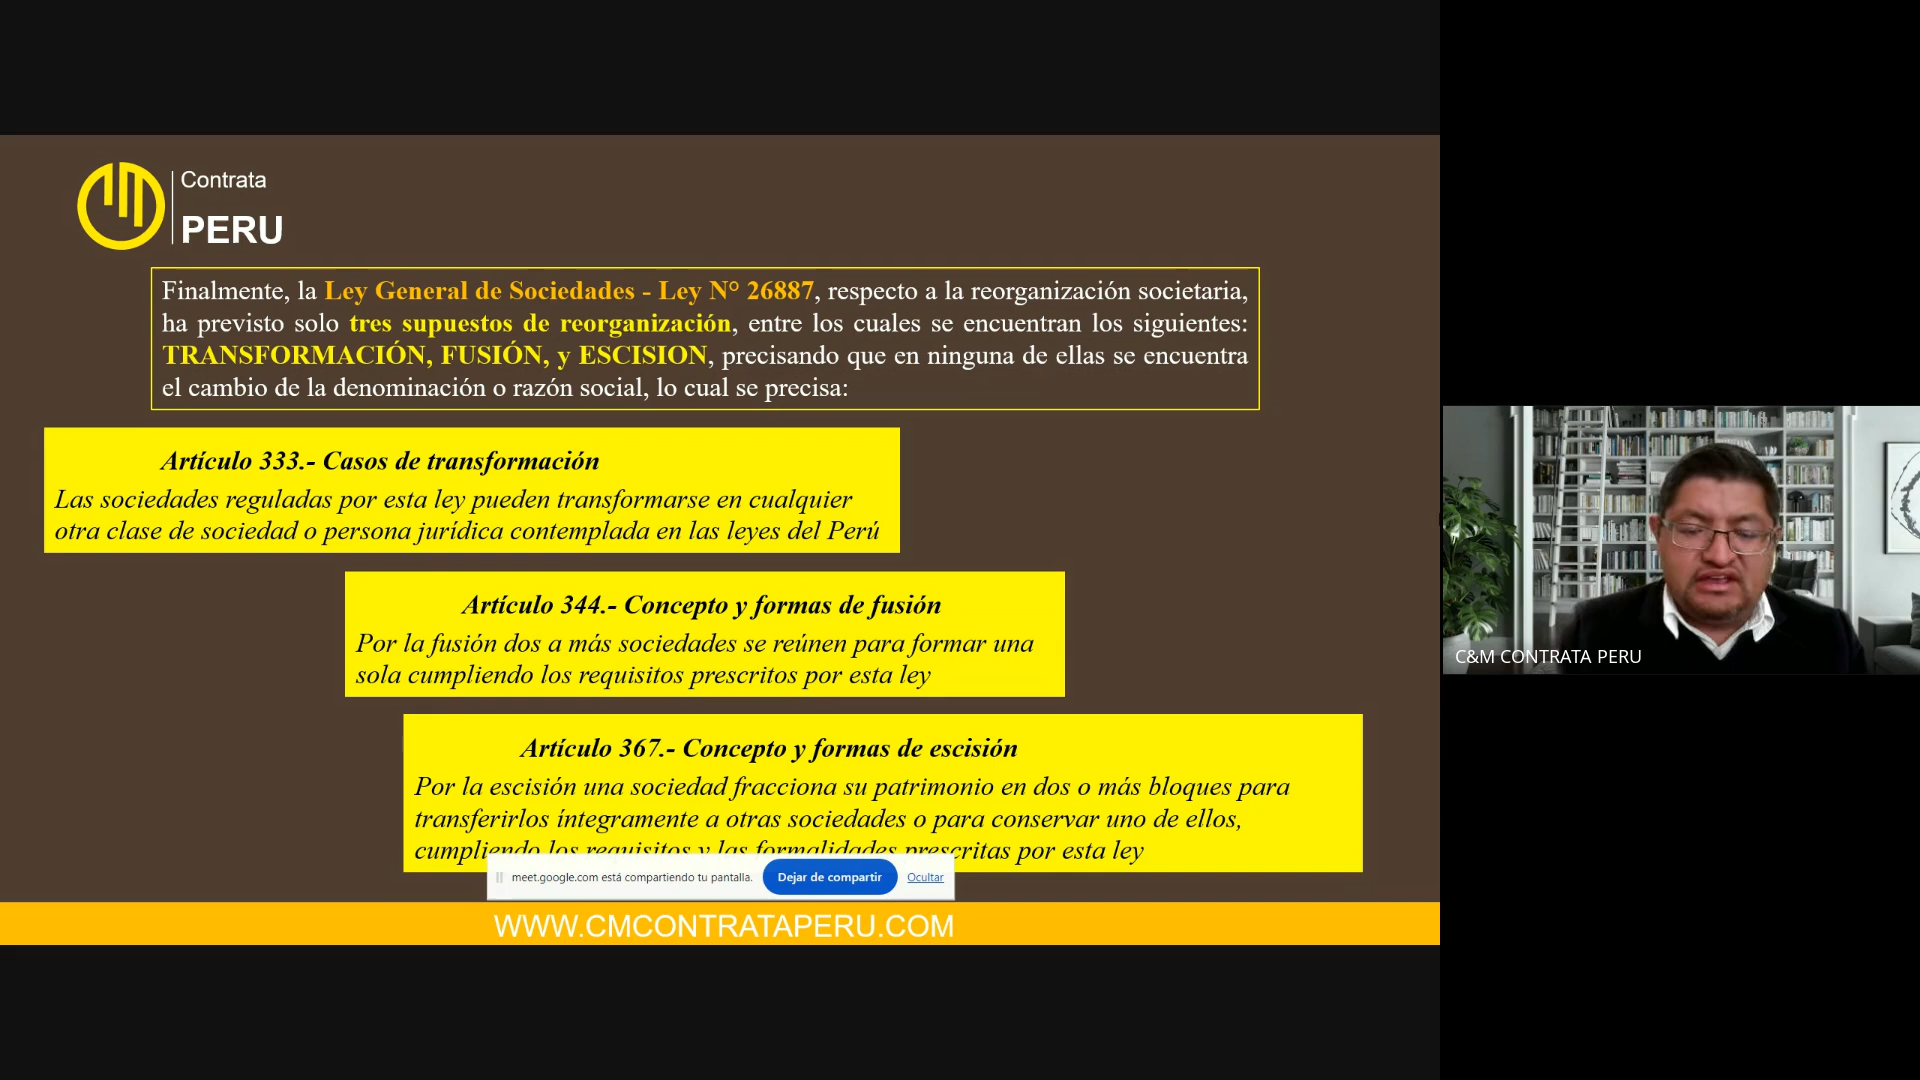 Contrata
PERU
Finalmente, la Ley General de Sociedades - Ley N° 26887, respecto a la reorganización societaria,
ha previsto solo tres supuestos de reorganización, entre los cuales se encuentran los siguientes:
TRANSFORMACIÓN, FUSIÓN, y ESCISION, precisando que en ninguna de ellas se encuentra
el cambio de la denominación o razón social, lo cual se precisa:
Artículo 333.- Casos de transformación
Las sociedades reguladas por esta ley pueden transformarse en cualquier
otra clase de sociedad o persona jurídica contemplada en las leyes del Perú
Artículo 344.- Concepto y formas de fusión
Por la fusión dos a más sociedades se reúnen para formar una
sola cumpliendo los requisitos prescritos por esta ley
Artículo 367.- Concepto y formas de escisión
Por la escisión una sociedad fracciona su patrimonio en dos o más bloques para
transferirlos íntegramente a otras sociedades o para conservar uno de ellos,
cumpliendo los requisitos y las formalidades prescritas por esta ley
meet.google.com está compartiendo tu pantalla.
Dejar de compartir
Ocultar
WWW.CMCONTRATAPERU.COM
C&M CONTRATA PERU